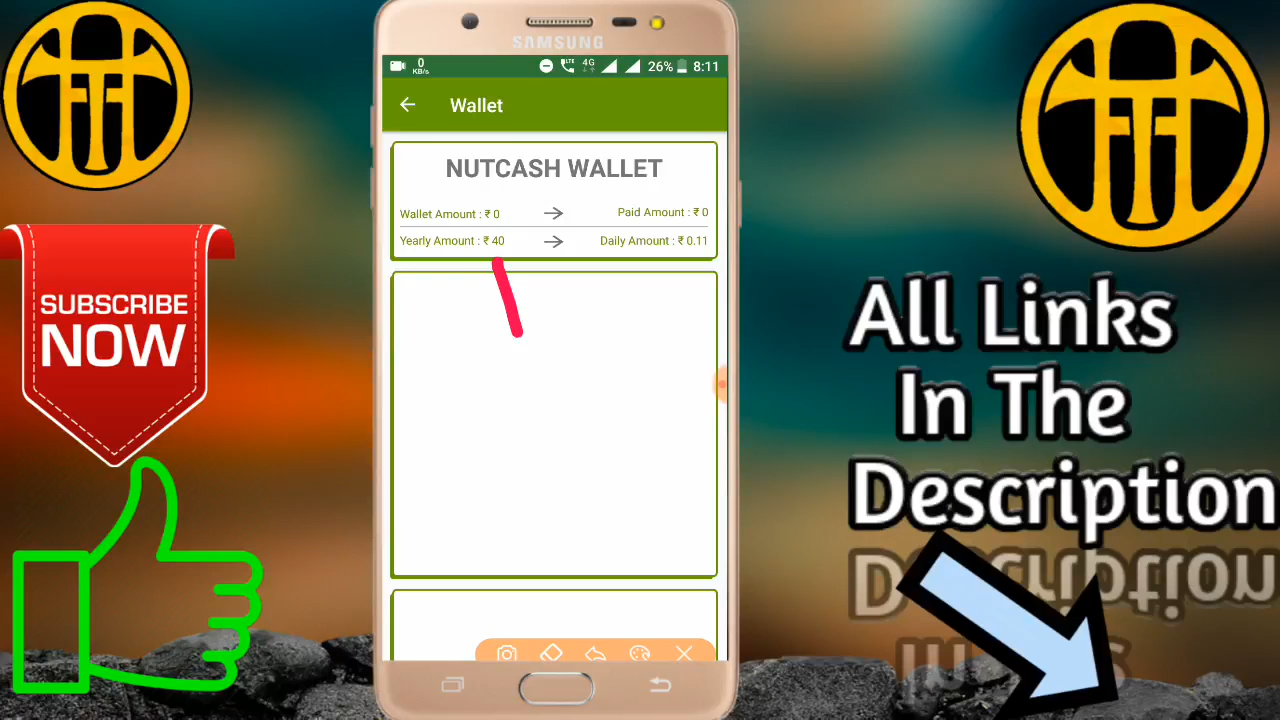 SAMSUNG
0
KB/s
LTE
4G
26%
8:11
Wallet
NUTCASH WALLET
Wallet Amount : ₹ 0
Paid Amount : ₹ 0
Yearly Amount : ₹ 40
Daily Amount : ₹ 0.11
SUBSCRIBE
NOW
All Links
In The
Description